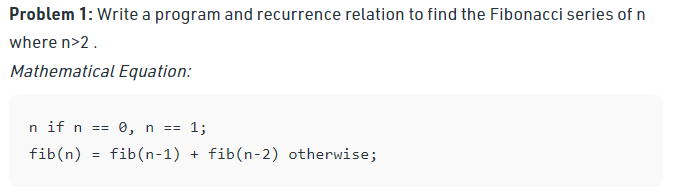 Problem 1: Write a program and recurrence relation to find the Fibonacci series of n
where n>2 .
Mathematical Equation:
n if n == 0, n == 1;
fib(n) = fib(n-1) + fib(n-2) otherwise;